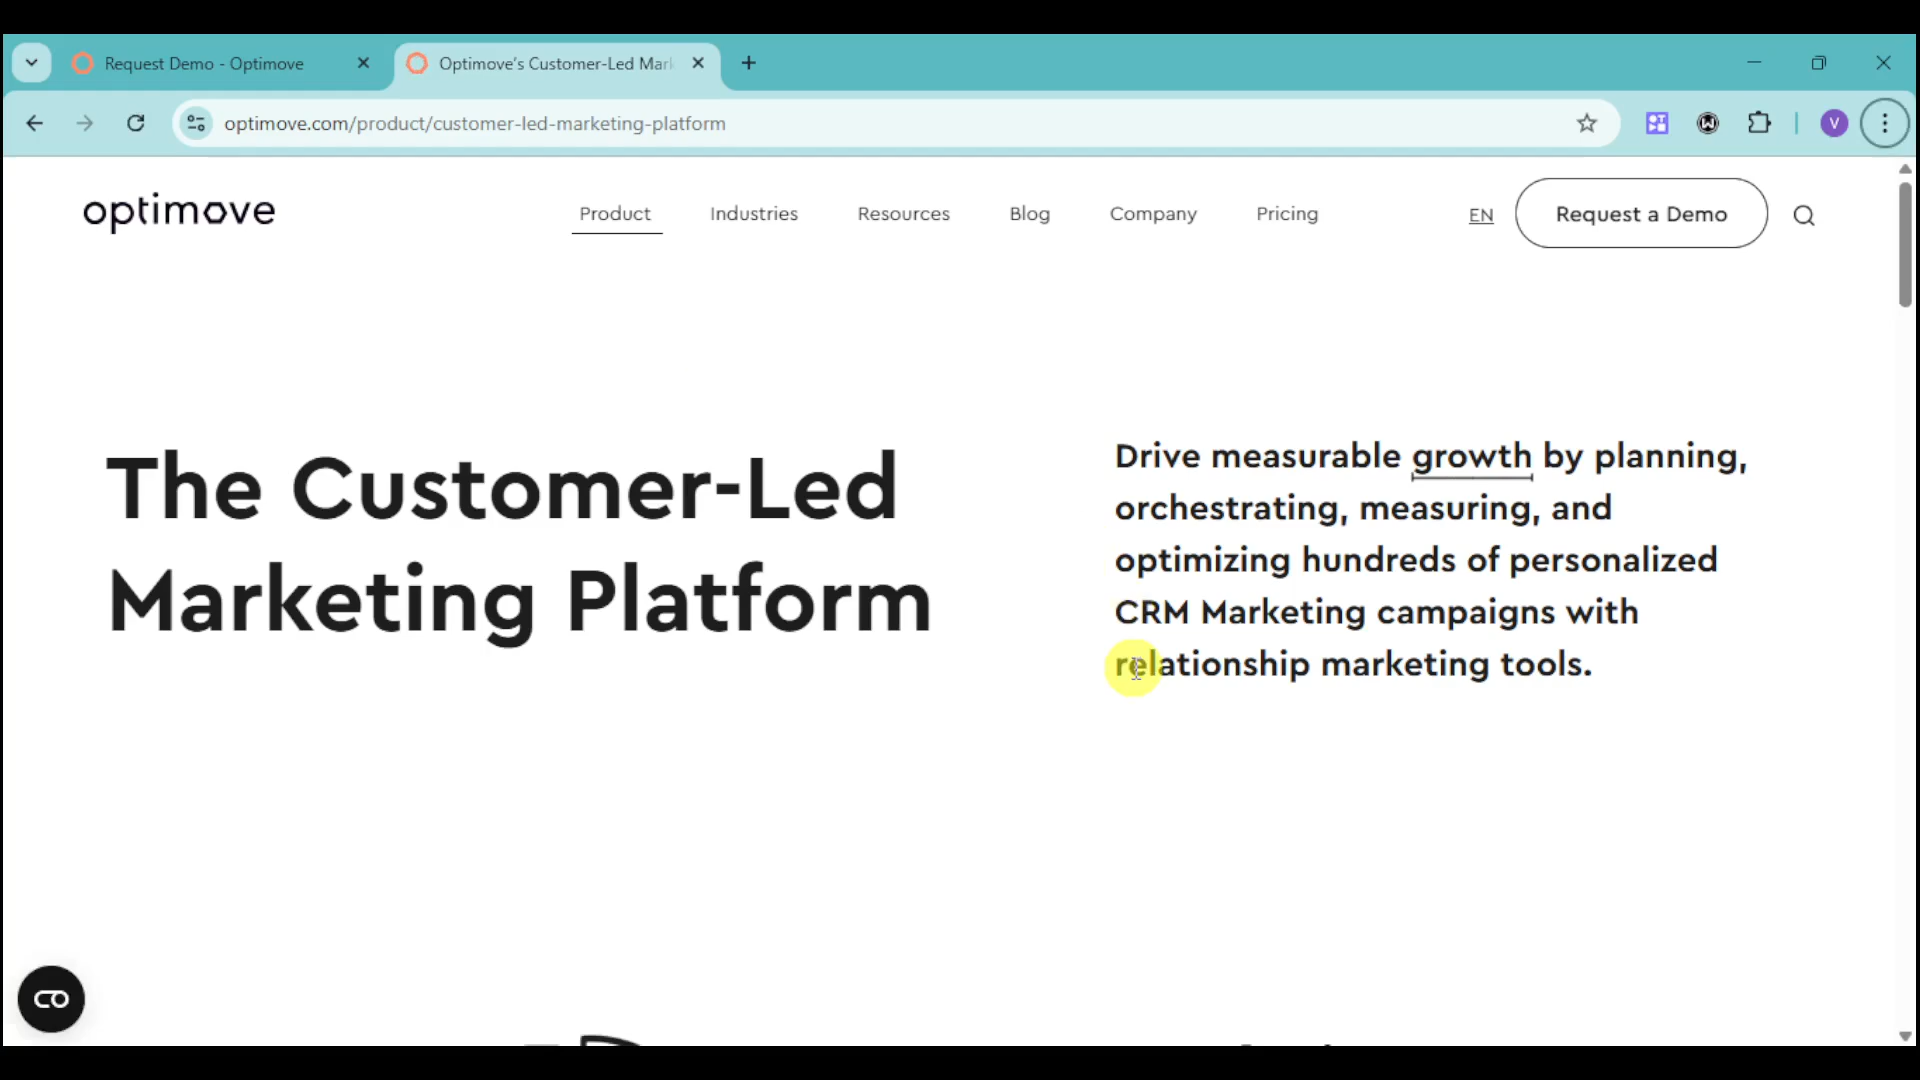 Request Demo - Optimove
Optimove's Customer-Led Mar
optimove.com/product/customer-led-marketing-platform
V
optimove
Product
Industries
Resources
Blog
Company
Pricing
EN
Request a Demo
The Customer-Led
Marketing Platform
Drive measurable growth by planning,
orchestrating, measuring, and
optimizing hundreds of personalized
CRM Marketing campaigns with
relationship marketing tools.